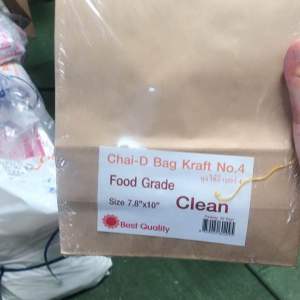 Chai-D Bag Kraft No.4
Food Grade
Size 7.8"x10"
Clean
Best Quality